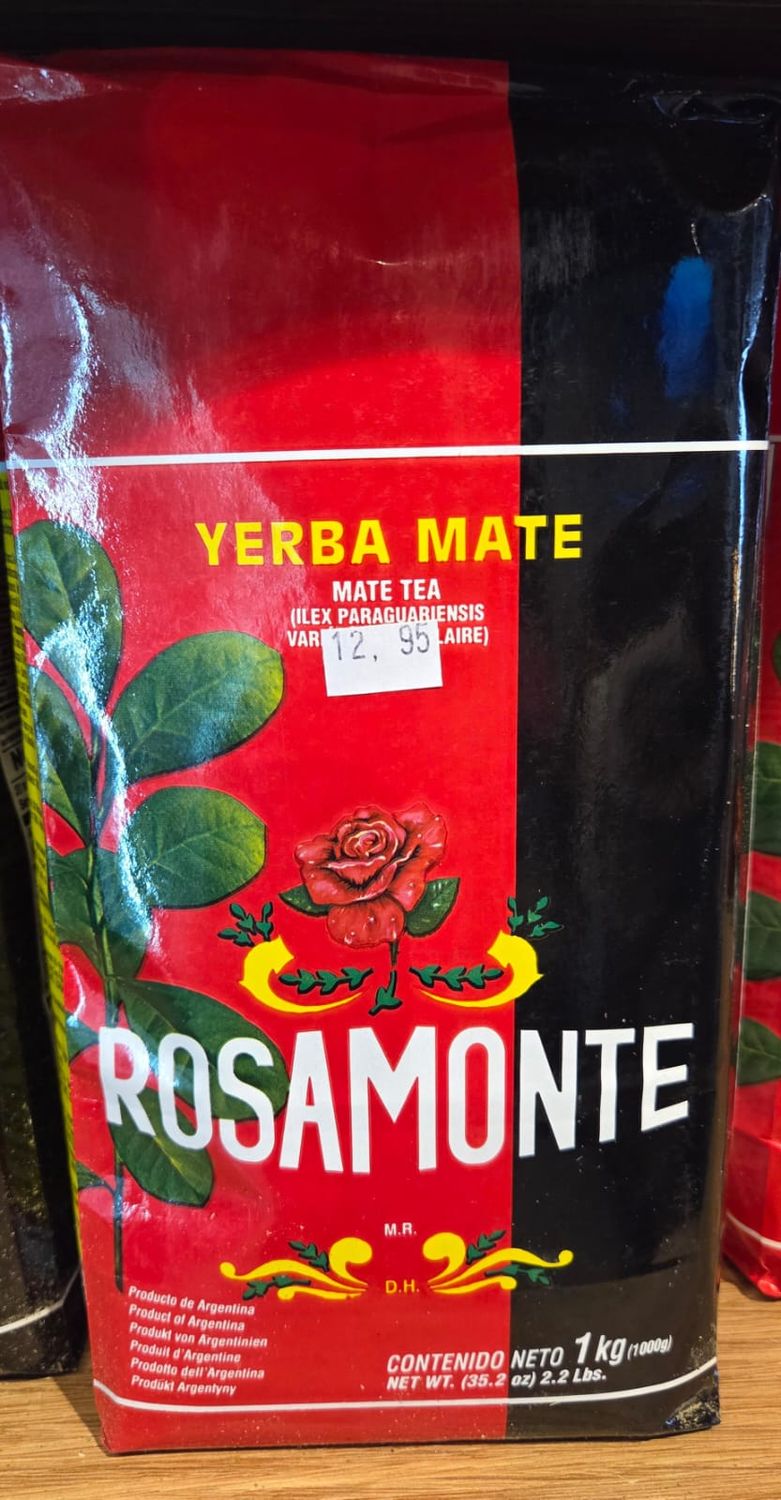 YERBA MATE
MATE TEA
(ILEX PARAGUARIENSIS
12, 95
ROSAMONTE
M.R.
D.H.
Producto de Argentina
Product of Argentina
Produkt von Argentinien
Produit d'Argentine
Prodotto dell'Argentina
Produkt Argentyny
CONTENIDO NETO 1 kg (1000g)
NET WT. (35.2 oz) 2.2 Lbs.